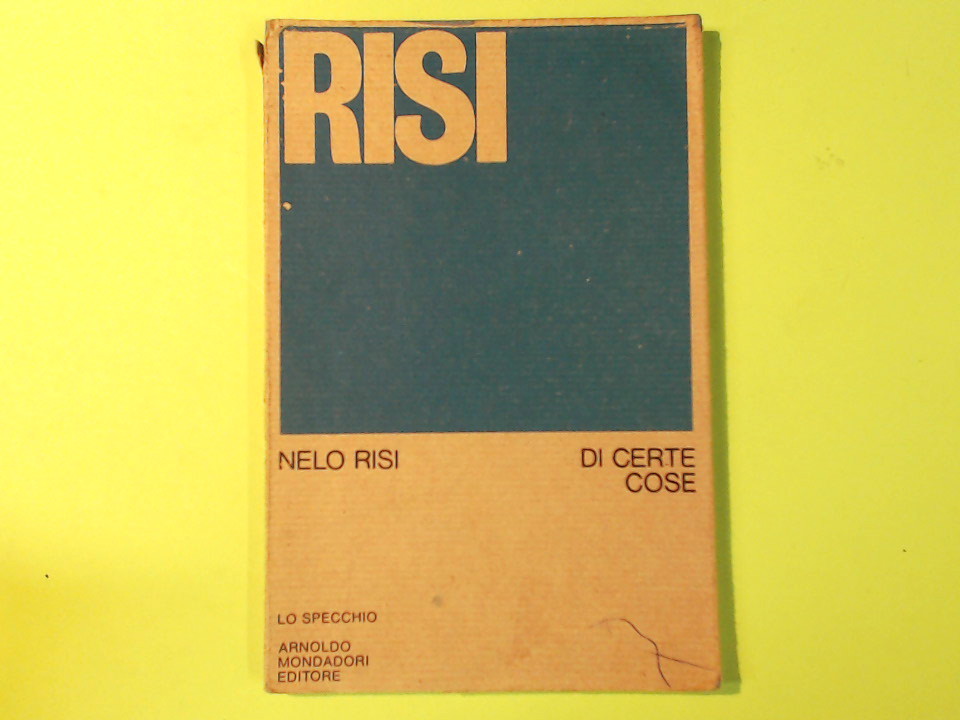 RISI
NELO RISI
DI CERTE
COSE
LO SPECCHIO
ARNOLDO
MONDADORI
EDITORE